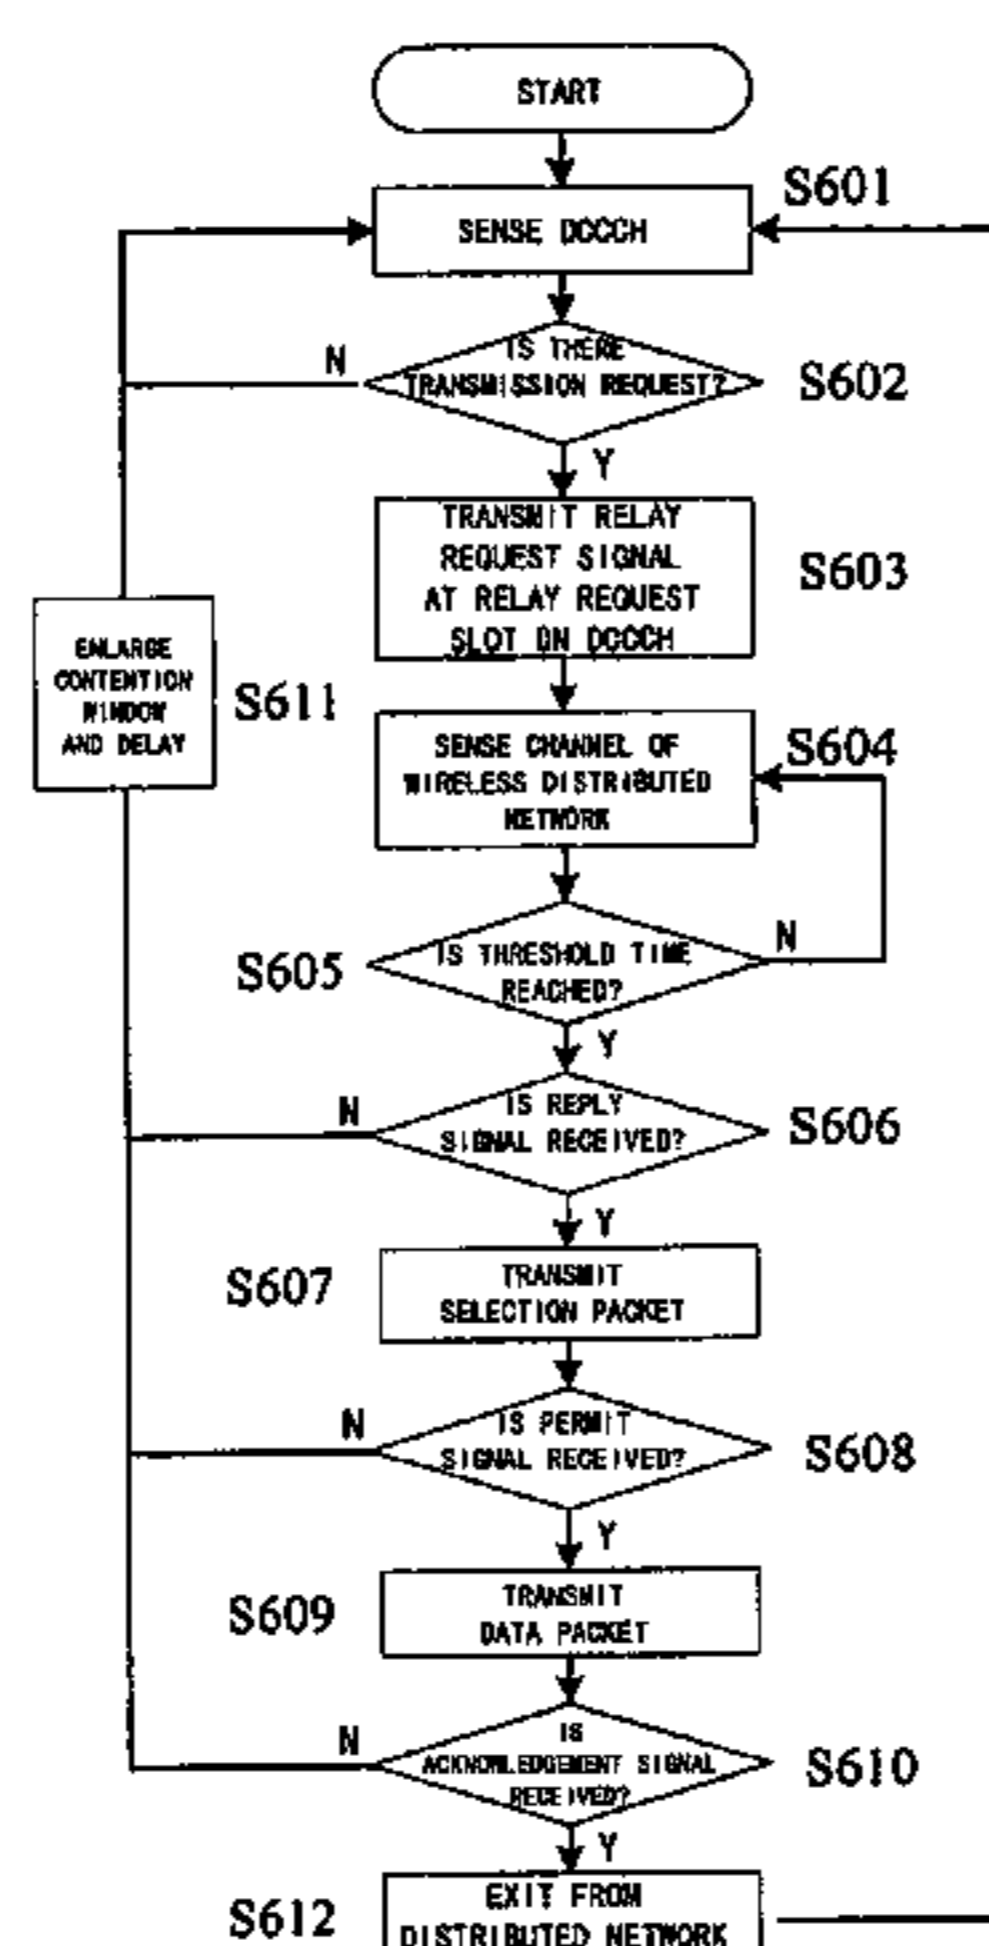 START
S601
SENSE DCCCH
IS THERE
TRANSMISSION REQUEST?
N
S602
Y
TRANSMIT RELAY
REQUEST SIGNAL
AT RELAY REQUEST
SLOT ON DCCCH
S603
ENLARGE
CONTENTION
WINDOW
AND DELAY
S611
SENSE CHANNEL OF
WIRELESS DISTRIBUTED
NETWORK
S604
S605
IS THRESHOLD TIME
REACHED?
N
Y
N
IS REPLY
SIGNAL RECEIVED?
S606
Y
S607
TRANSMIT
SELECTION PACKET
N
IS PERMIT
SIGNAL RECEIVED?
S608
Y
S609
TRANSMIT
DATA PACKET
N
IS
ACKNOWLEDGEMENT SIGNAL
RECEIVED?
S610
Y
S612
EXIT FROM
DISTRIBUTED NETWORK